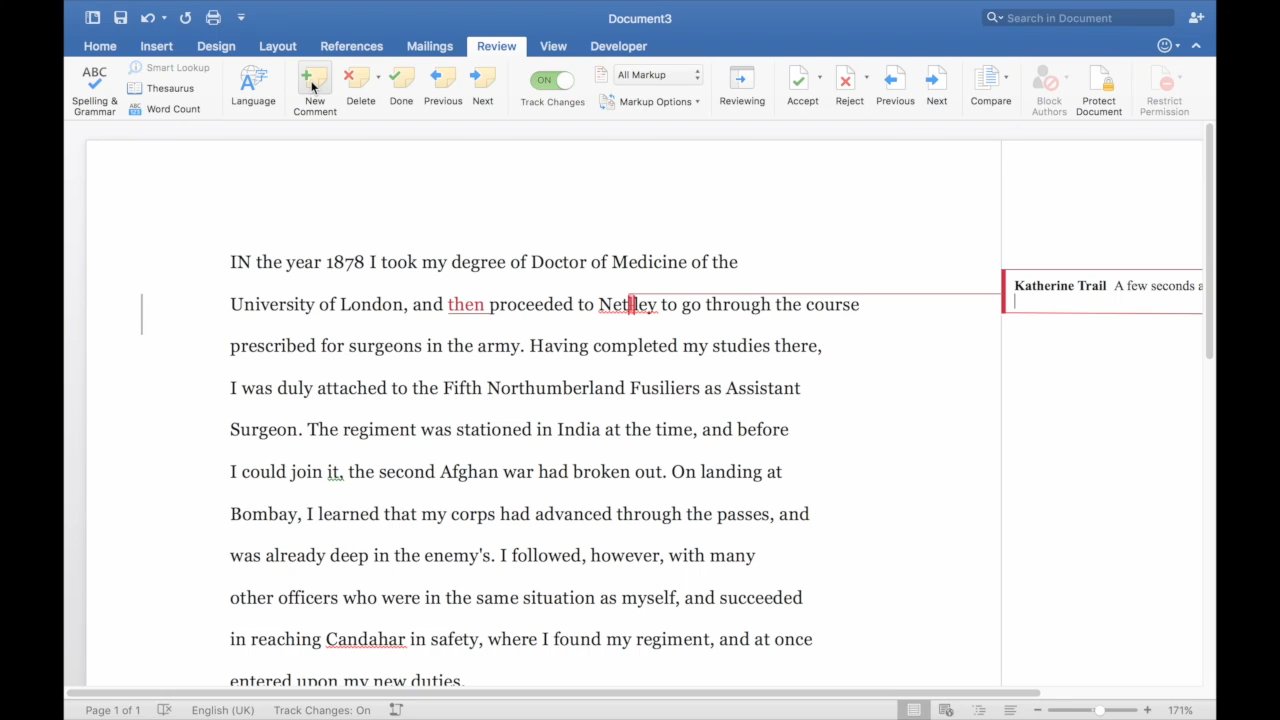 Document3
Search in Document
Home Insert Design Layout References Mailings Review View Developer
ABC
Spelling & Grammar
Smart Lookup
Thesaurus
ABC Word Count
A
Language
New Comment
Delete
Done
Previous
Next
ON
Track Changes
All Markup
Markup Options
Reviewing
Accept
Reject
Previous
Next
Compare
Block Authors
Protect Document
Restrict Permission
IN the year 1878 I took my degree of Doctor of Medicine of the
University of London, and then proceeded to Netley to go through the course
prescribed for surgeons in the army. Having completed my studies there,
I was duly attached to the Fifth Northumberland Fusiliers as Assistant
Surgeon. The regiment was stationed in India at the time, and before
I could join it, the second Afghan war had broken out. On landing at
Bombay, I learned that my corps had advanced through the passes, and
was already deep in the enemy's. I followed, however, with many
other officers who were in the same situation as myself, and succeeded
in reaching Candahar in safety, where I found my regiment, and at once
entered upon my new duties.
Katherine Trail A few seconds a
Page 1 of 1 English (UK) Track Changes: On 171%